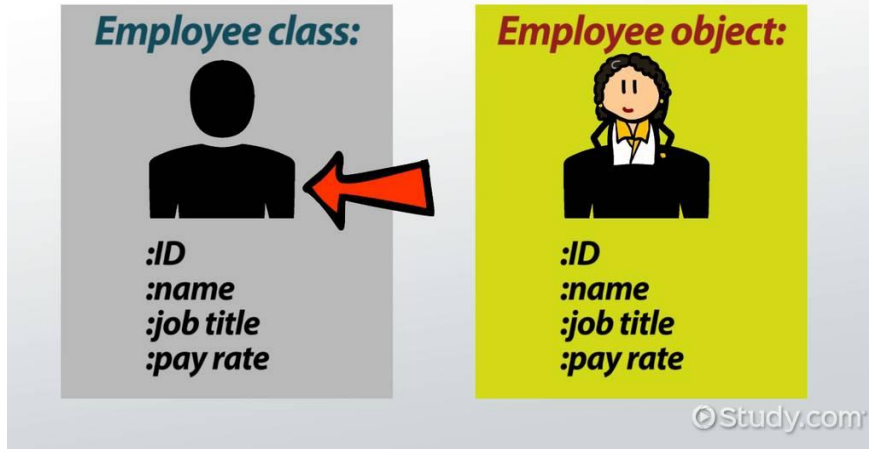 Employee class:
:ID
:name
:job title
:pay rate
Employee object:
:ID
:name
:job title
:pay rate
Study.com